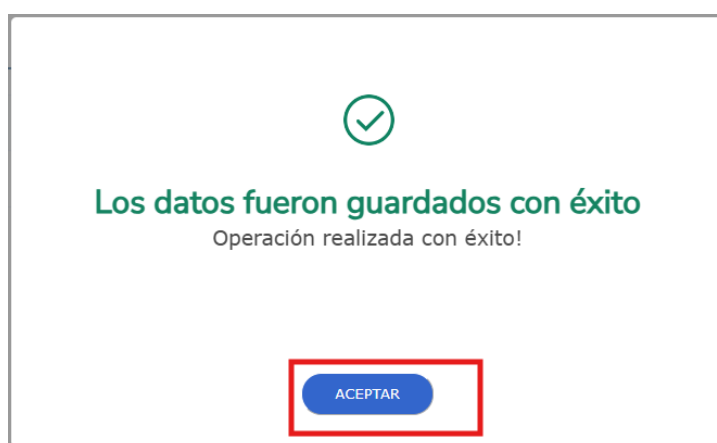 Los datos fueron guardados con éxito
Operación realizada con éxito!
ACEPTAR